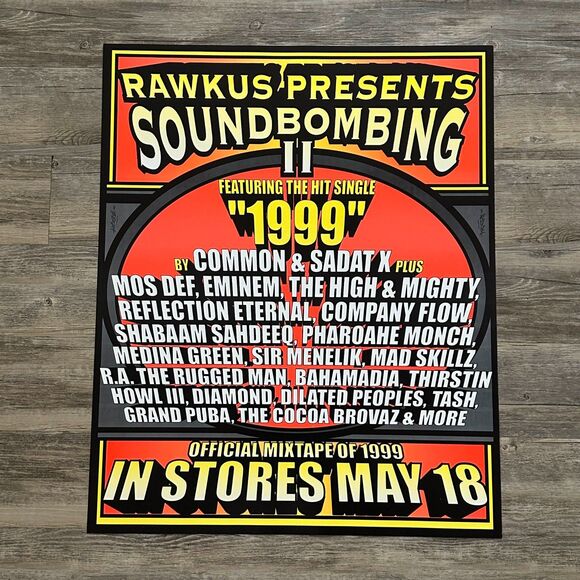 RAWKUS PRESENTS
SOUNDBOMBING
II
FEATURING THE HIT SINGLE
"1999"
BY COMMON & SADAT X PLUS
MOS DEF, EMINEM, THE HIGH & MIGHTY,
REFLECTION ETERNAL, COMPANY FLOW,
SHABAAM SAHDEEQ, PHAROAHE MONCH,
MEDINA GREEN, SIR MENELIK, MAD SKILLZ,
R.A. THE RUGGED MAN, BAHAMADIA, THIRSTIN
HOWL III, DIAMOND, DILATED PEOPLES, TASH,
GRAND PUBA, THE COCOA BROVAZ & MORE
OFFICIAL MIXTAPE OF 1999
IN STORES MAY 18